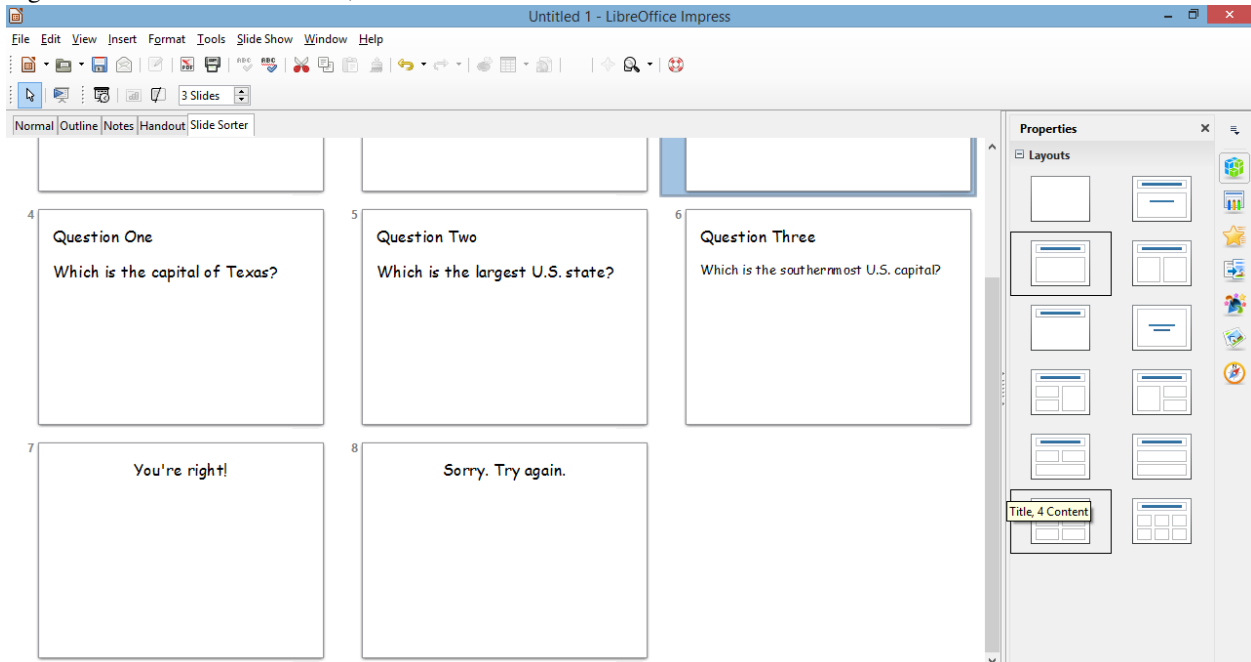 Untitled 1 - LibreOffice Impress
File Edit View Insert Format Tools Slide Show Window Help
3 Slides
Normal Outline Notes Handout Slide Sorter
Properties
Layouts
4
Question One
Which is the capital of Texas?
5
Question Two
Which is the largest U.S. state?
6
Question Three
Which is the southernmost U.S. capital?
7
You're right!
8
Sorry. Try again.
Title, 4 Content